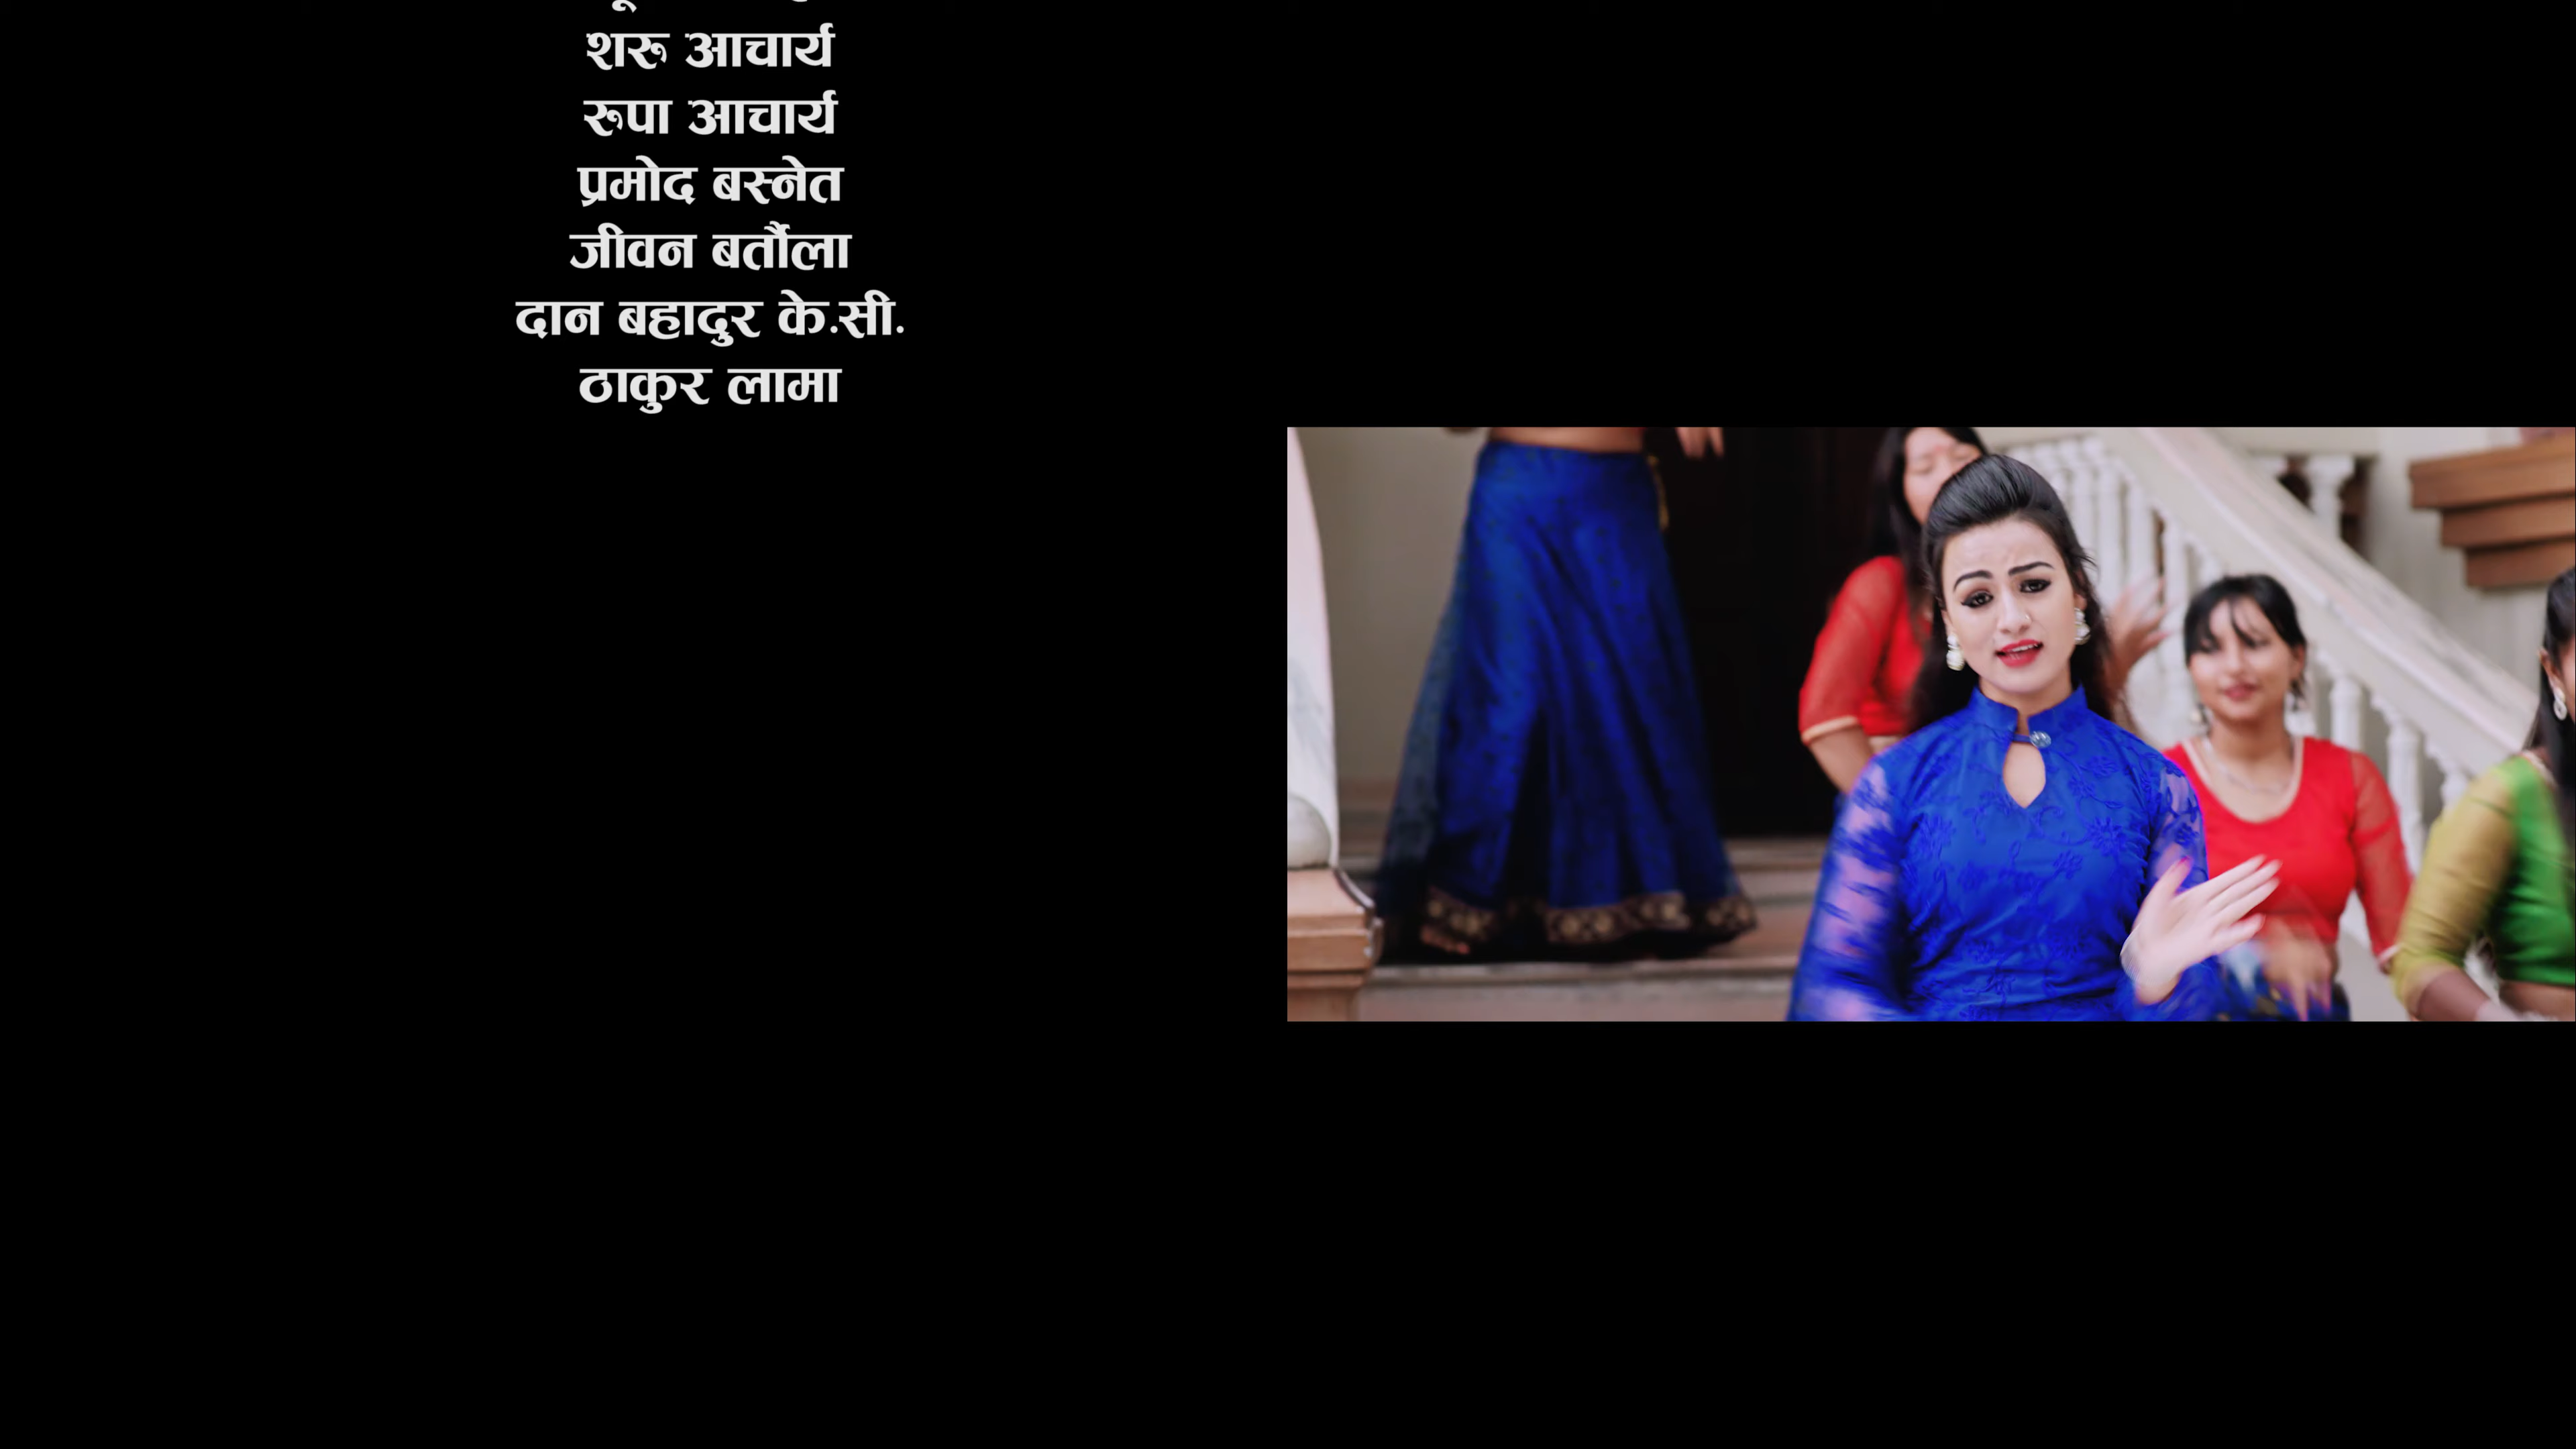 शरु आचार्य
रुपा आचार्य
प्रमोद बस्नेत
जीवन बर्तौला
दान बहादुर के.सी.
ठाकुर लामा